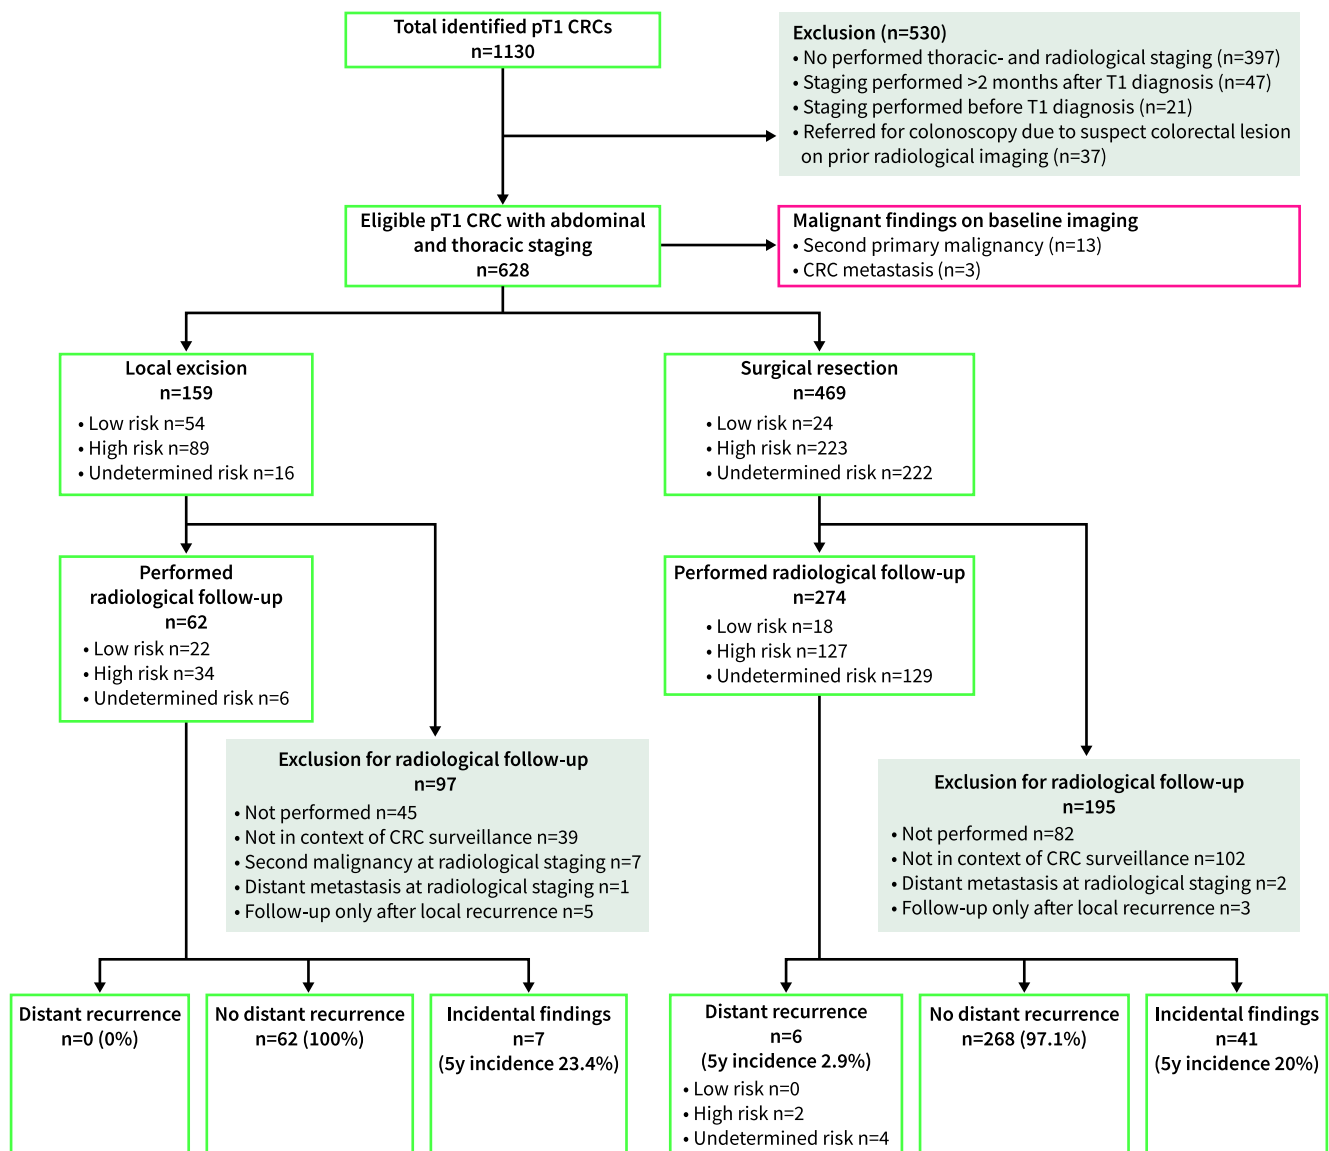 Total identified pT1 CRCs
n=1130
Exclusion (n=530)
• No performed thoracic- and radiological staging (n=397)
• Staging performed >2 months after T1 diagnosis (n=47)
• Staging performed before T1 diagnosis (n=21)
• Referred for colonoscopy due to suspect colorectal lesion
on prior radiological imaging (n=37)
Eligible pT1 CRC with abdominal
and thoracic staging
n=628
Malignant findings on baseline imaging
• Second primary malignancy (n=13)
• CRC metastasis (n=3)
Local excision
n=159
• Low risk n=54
• High risk n=89
• Undetermined risk n=16
Surgical resection
n=469
• Low risk n=24
• High risk n=223
• Undetermined risk n=222
Performed
radiological follow-up
n=62
• Low risk n=22
• High risk n=34
• Undetermined risk n=6
Performed radiological follow-up
n=274
• Low risk n=18
• High risk n=127
• Undetermined risk n=129
Exclusion for radiological follow-up
n=97
• Not performed n=45
• Not in context of CRC surveillance n=39
• Second malignancy at radiological staging n=7
• Distant metastasis at radiological staging n=1
• Follow-up only after local recurrence n=5
Exclusion for radiological follow-up
n=195
• Not performed n=82
• Not in context of CRC surveillance n=102
• Distant metastasis at radiological staging n=2
• Follow-up only after local recurrence n=3
Distant recurrence
n=0 (0%)
No distant recurrence
n=62 (100%)
Incidental findings
n=7
(5y incidence 23.4%)
Distant recurrence
n=6
(5y incidence 2.9%)
• Low risk n=0
• High risk n=2
• Undetermined risk n=4
No distant recurrence
n=268 (97.1%)
Incidental findings
n=41
(5y incidence 20%)